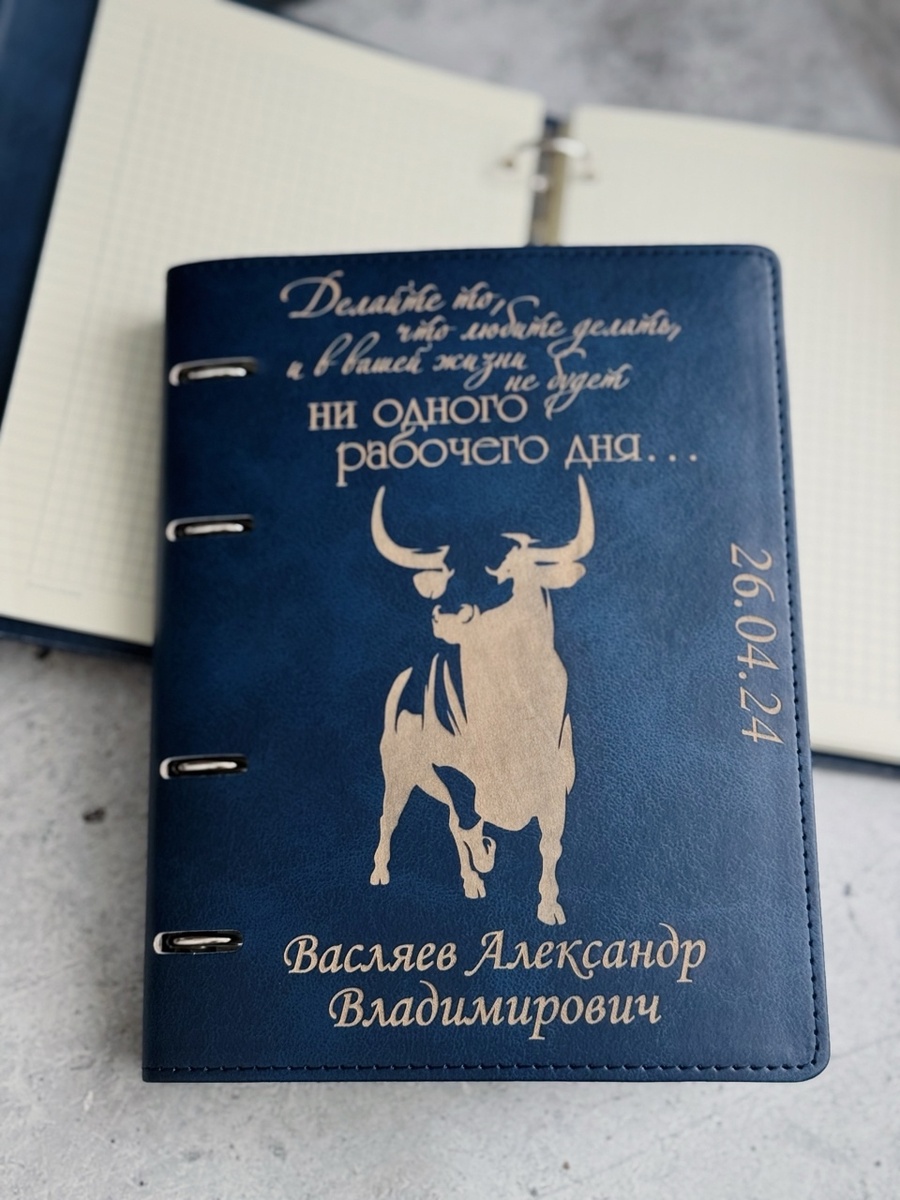 Делайте то,
что любите делать,
и в вашей жизни
не будет
ни одного
рабочего дня...
26.04.24
Васляев Александр
Владимирович